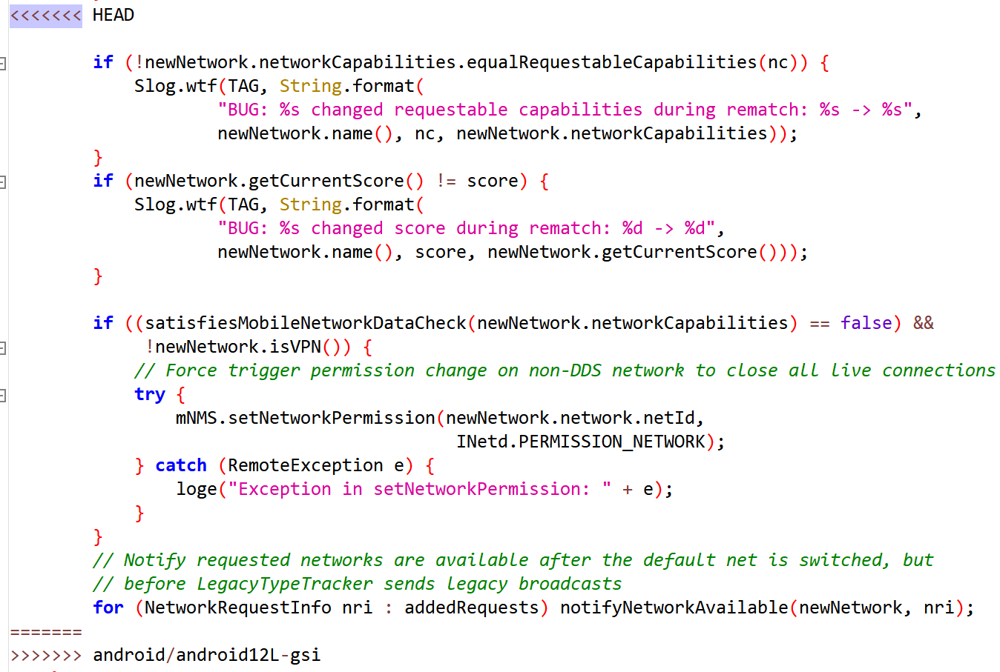 <<<<<<< HEAD
if (!newNetwork.networkCapabilities.equalRequestableCapabilities(nc)) {
Slog.wtf(TAG, String.format(
"BUG: %s changed requestable capabilities during rematch: %s -> %s",
newNetwork.name(), nc, newNetwork.networkCapabilities));
}
if (newNetwork.getCurrentScore() != score) {
Slog.wtf(TAG, String.format(
"BUG: %s changed score during rematch: %d -> %d",
newNetwork.name(), score, newNetwork.getCurrentScore()));
}
if ((satisfiesMobileNetworkDataCheck(newNetwork.networkCapabilities) == false) &&
!newNetwork.isVPN()) {
// Force trigger permission change on non-DDS network to close all live connections
try {
mNMS.setNetworkPermission(newNetwork.network.netId,
INetd.PERMISSION_NETWORK);
} catch (RemoteException e) {
loge("Exception in setNetworkPermission: " + e);
}
}
// Notify requested networks are available after the default net is switched, but
// before LegacyTypeTracker sends legacy broadcasts
for (NetworkRequestInfo nri : addedRequests) notifyNetworkAvailable(newNetwork, nri);
=======
>>>>>>> android/android12L-gsi